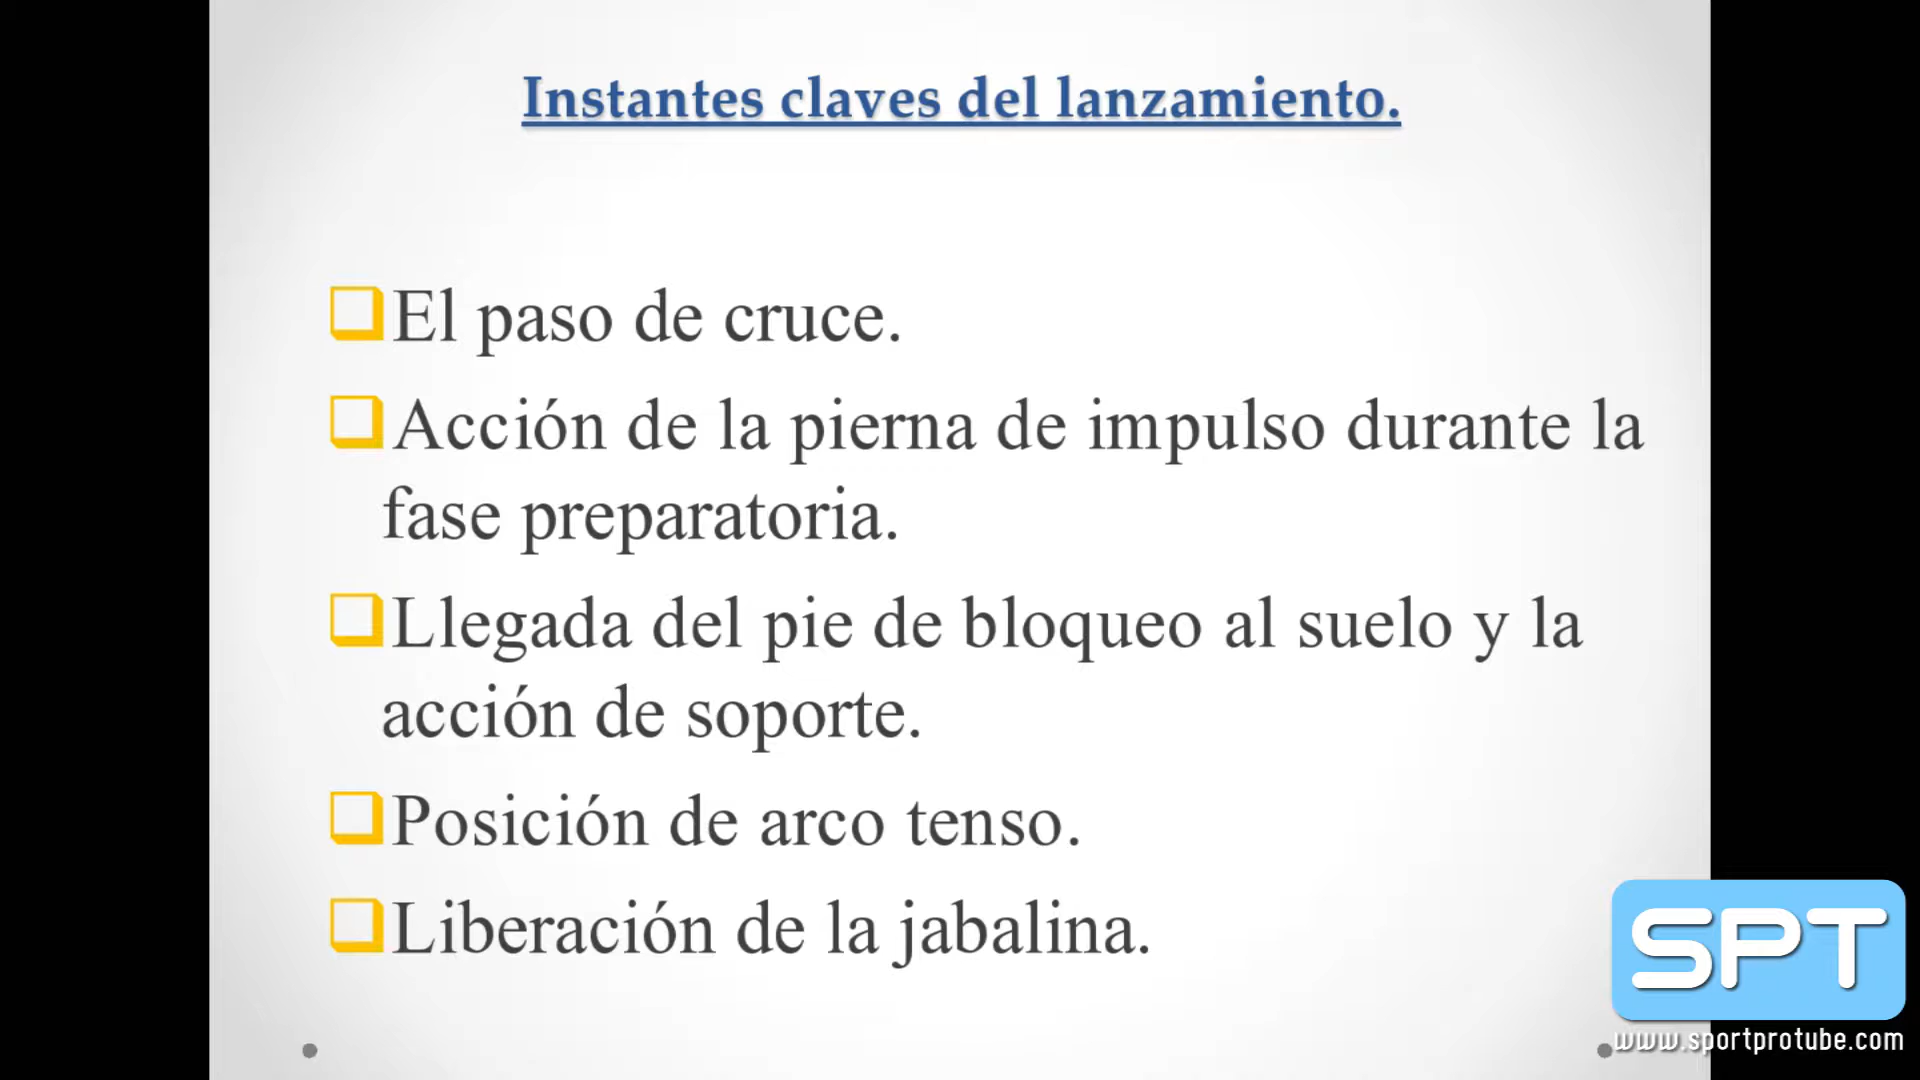 Instantes claves del lanzamiento.
El paso de cruce.
Acción de la pierna de impulso durante la
fase preparatoria.
Llegada del pie de bloqueo al suelo y la
acción de soporte.
Posición de arco tenso.
Liberación de la jabalina.
SPT
www.sportprotube.com